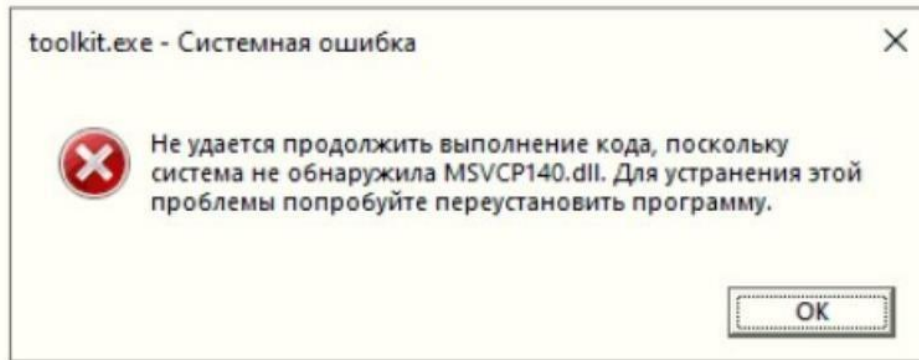 toolkit.exe - Системная ошибка
Не удается продолжить выполнение кода, поскольку
система не обнаружила MSVCP140.dll. Для устранения этой
проблемы попробуйте переустановить программу.
OK